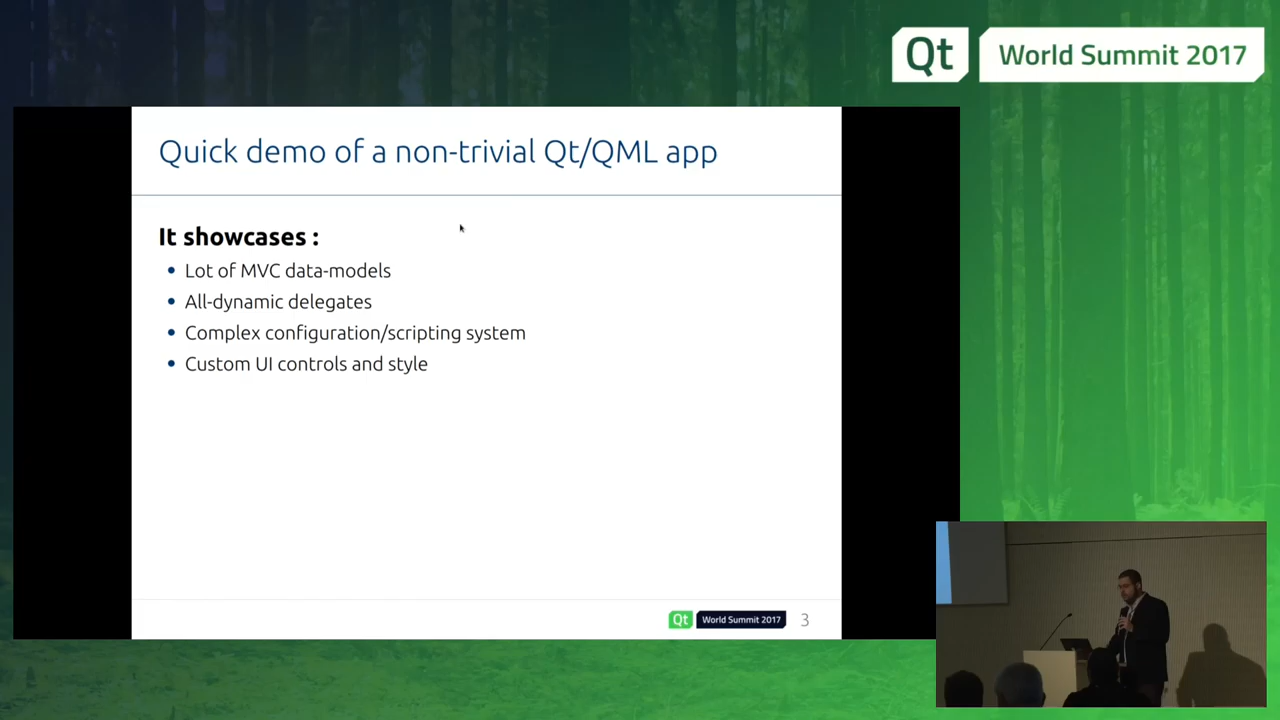 Qt World Summit 2017
Quick demo of a non-trivial Qt/QML app
It showcases :
• Lot of MVC data-models
• All-dynamic delegates
• Complex configuration/scripting system
• Custom UI controls and style
Qt World Summit 2017 3